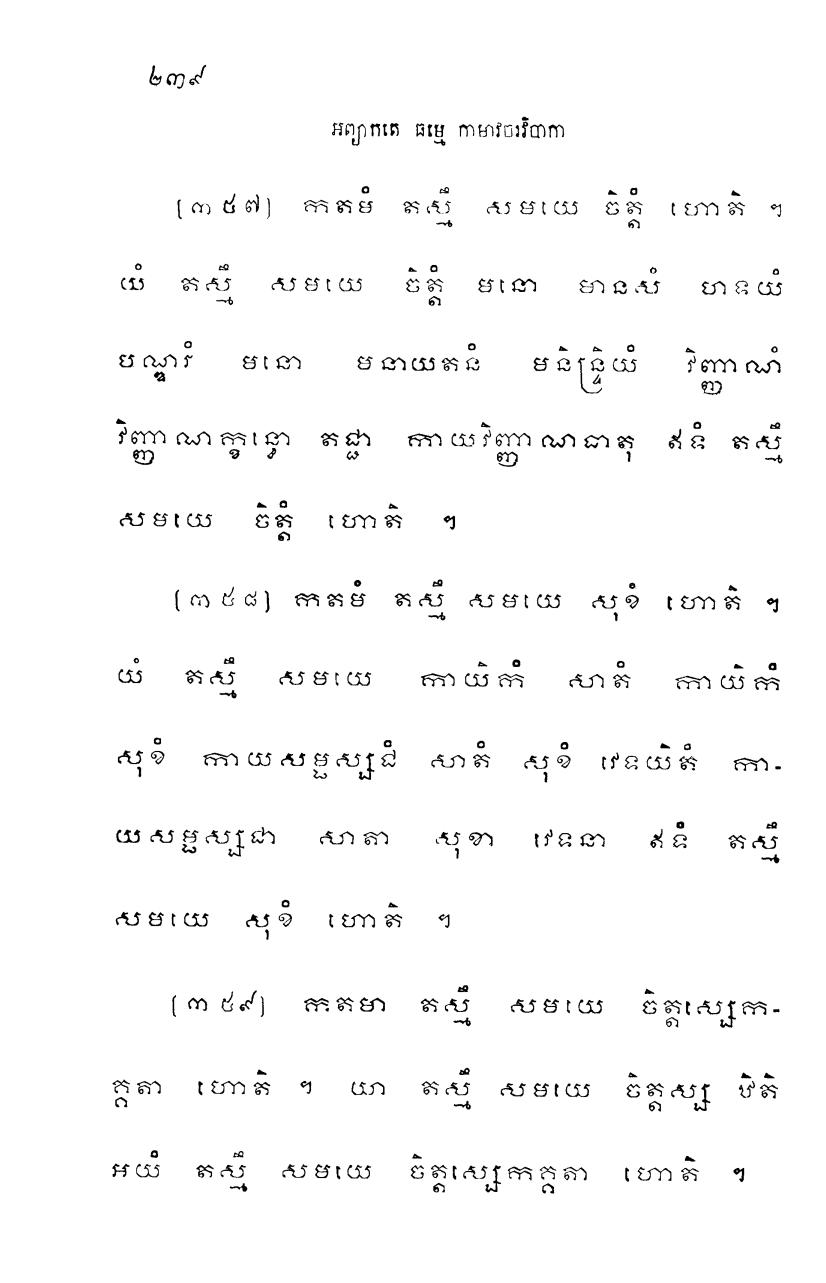 ២៣៩
អព្យាកតេ ធម្មេ កាមាវចរវិបាកា
[៣៥៧] កតមំ តស្មឹ សមយេ ចិត្តំ ហោតិ ។
យំ តស្មឹ សមយេ ចិត្តំ មនោ មានសំ ហទយំ
បណ្ឌរំ មនោ មនាយតនំ មនិន្ទ្រិយំ វិញ្ញាណំ
វិញ្ញាណក្ខន្ធោ តជ្ជា កាយវិញ្ញាណធាតុ ឥទំ តស្មឹ
សមយេ ចិត្តំ ហោតិ ។
[៣៥៨] កតមំ តស្មឹ សមយេ សុខំ ហោតិ ។
យំ តស្មឹ សមយេ កាយិកំ សាតំ កាយិកំ
សុខំ កាយសម្ផស្សជំ សាតំ សុខំ វេទយិតំ កា-
យសម្ផស្សជា សាតា សុខា វេទនា ឥទំ តស្មឹ
សមយេ សុខំ ហោតិ ។
[៣៥៩] កតមា តស្មឹ សមយេ ចិត្តស្សេក-
គ្គតា ហោតិ ។ យា តស្មឹ សមយេ ចិត្តស្ស ឋិតិ
អយំ តស្មឹ សមយេ ចិត្តស្សេកគ្គតា ហោតិ ។